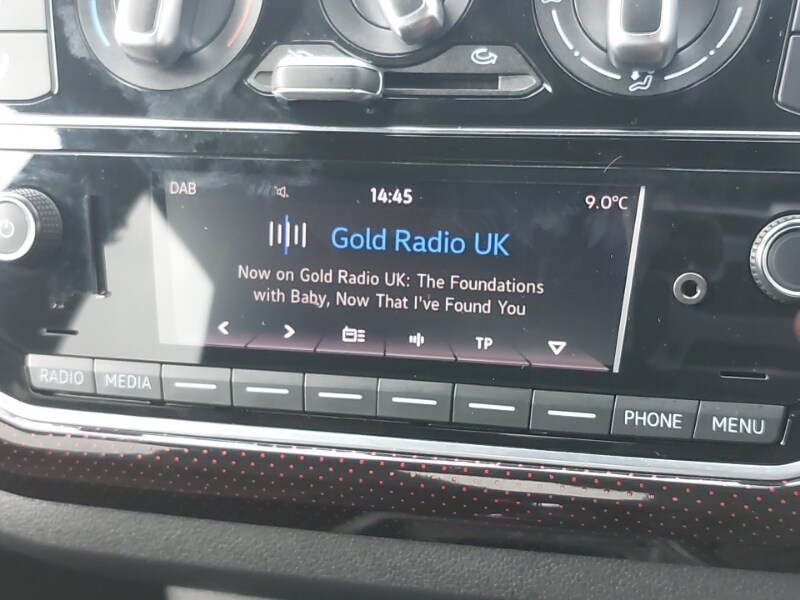 DAB 14:45 9.0°C
Gold Radio UK
Now on Gold Radio UK: The Foundations
with Baby, Now That I've Found You
TP
RADIO MEDIA PHONE MENU